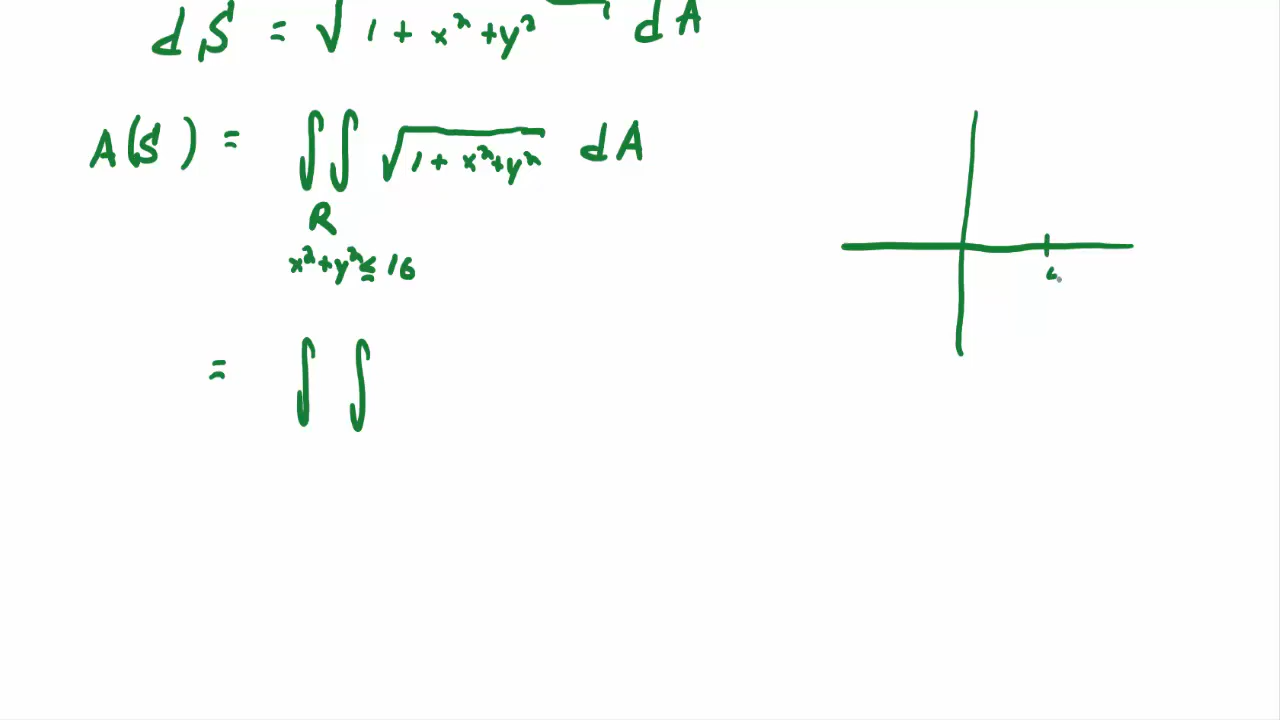 dS = √1 + x² + y² dA
A(S) = ∫∫ √1 + x² + y² dA
R
x² + y² ≤ 16
= ∫ ∫